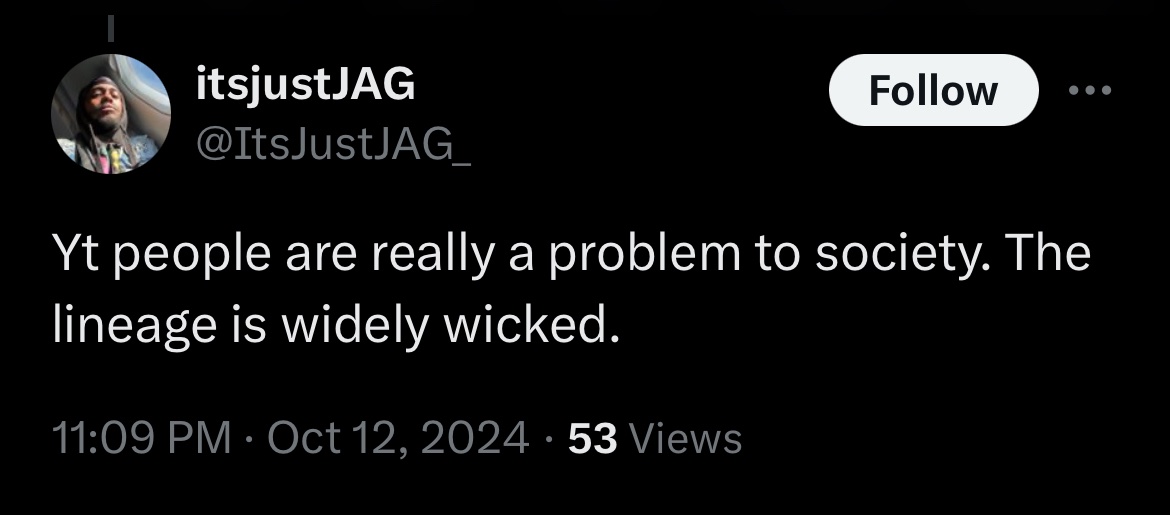 itsjustJAG
Follow
@ItsJustJAG_
Yt people are really a problem to society. The
lineage is widely wicked.
11:09 PM · Oct 12, 2024 · 53 Views